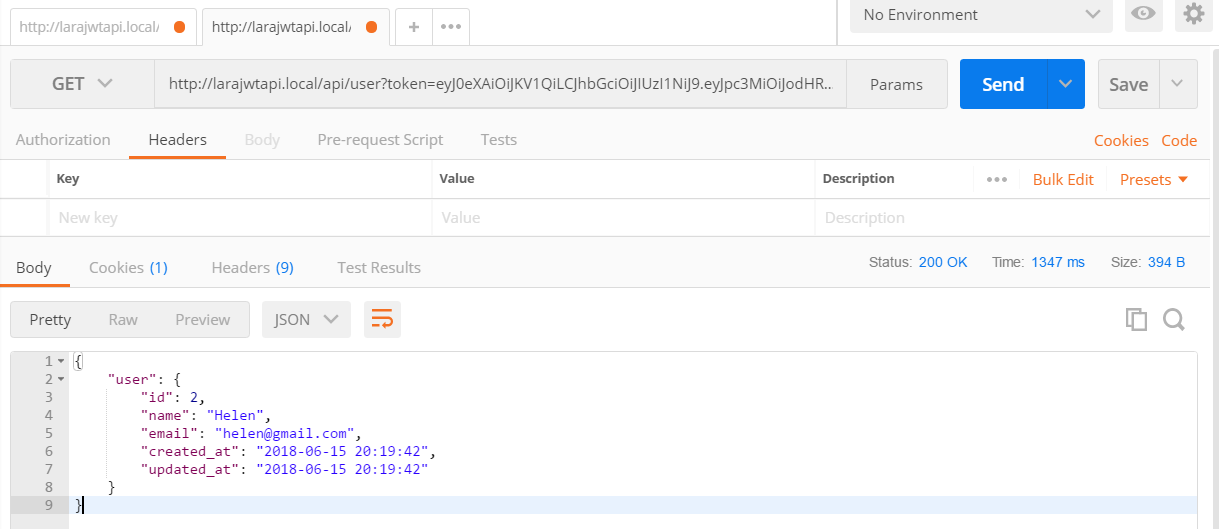 http://larajwtapi.local/ http://larajwtapi.local/ + ••• No Environment
GET http://larajwtapi.local/api/user?token=eyJ0eXAiOiJKV1QiLCJhbGciOiJIUzI1NiJ9.eyJpc3MiOiJodHR... Params Send Save
Authorization Headers Body Pre-request Script Tests Cookies Code
Key Value Description ••• Bulk Edit Presets
New key Value Description
Body Cookies (1) Headers (9) Test Results Status: 200 OK Time: 1347 ms Size: 394 B
Pretty Raw Preview JSON
1 {
2 "user": {
3 "id": 2,
4 "name": "Helen",
5 "email": "helen@gmail.com",
6 "created_at": "2018-06-15 20:19:42",
7 "updated_at": "2018-06-15 20:19:42"
8 }
9 }